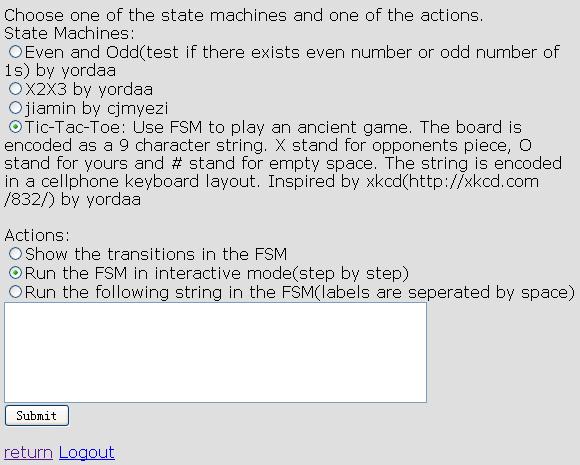 Choose one of the state machines and one of the actions.
State Machines:
Even and Odd(test if there exists even number or odd number of
1s) by yordaa
X2X3 by yordaa
jiamin by cjmyezi
Tic-Tac-Toe: Use FSM to play an ancient game. The board is
encoded as a 9 character string. X stand for opponents piece, O
stand for yours and # stand for empty space. The string is encoded
in a cellphone keyboard layout. Inspired by xkcd(http://xkcd.com
/832/) by yordaa
Actions:
Show the transitions in the FSM
Run the FSM in interactive mode(step by step)
Run the following string in the FSM(labels are seperated by space)
Submit
return Logout